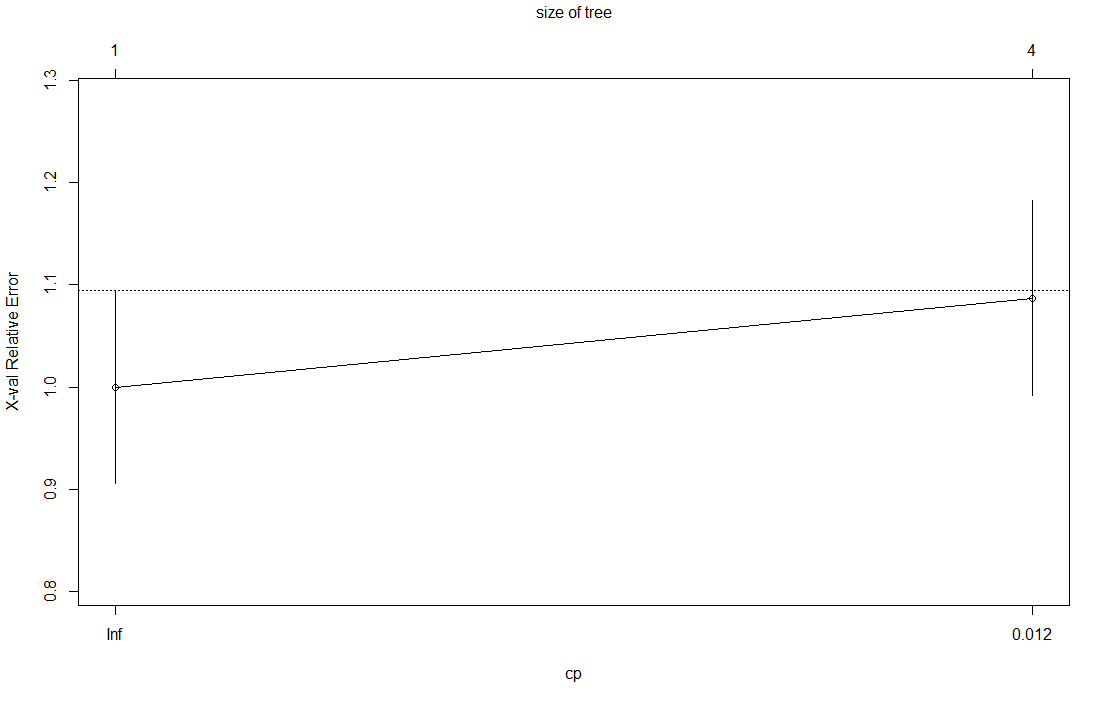 size of tree
1 4
1.3
1.2
1.1
1.0
0.9
0.8
X-val Relative Error
Inf 0.012
cp